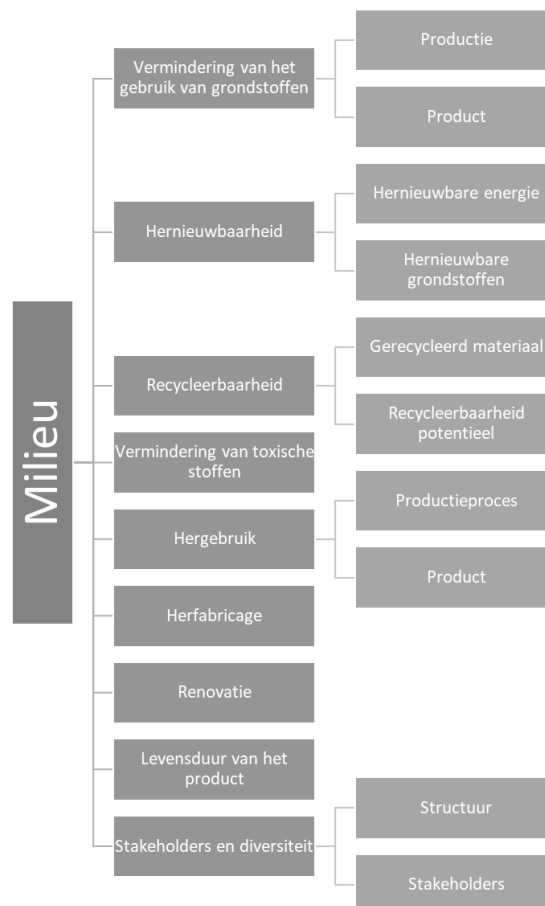 Milieu
Vermindering van het
gebruik van grondstoffen
Productie
Product
Hernieuwbaarheid
Hernieuwbare energie
Hernieuwbare
grondstoffen
Recycleerbaarheid
Gerecycleerd materiaal
Recycleerbaarheid
potentieel
Vermindering van toxische
stoffen
Hergebruik
Productieproces
Product
Herfabricage
Renovatie
Levensduur van het
product
Stakeholders en diversiteit
Structuur
Stakeholders